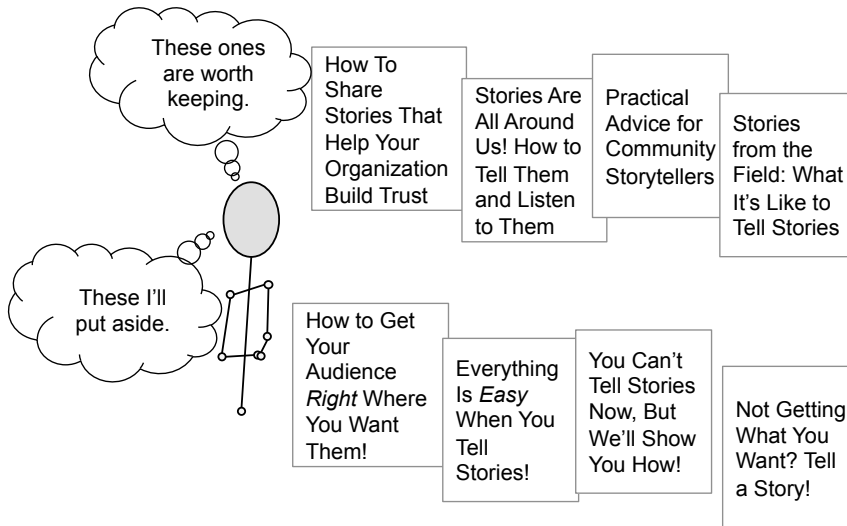 These ones
are worth
keeping.
How To
Share
Stories That
Help Your
Organization
Build Trust
Stories Are
All Around
Us! How to
Tell Them
and Listen
to Them
Practical
Advice for
Community
Storytellers
Stories
from the
Field: What
It’s Like to
Tell Stories
These I’ll
put aside.
How to Get
Your
Audience
Right Where
You Want
Them!
Everything
Is Easy
When You
Tell
Stories!
You Can’t
Tell Stories
Now, But
We’ll Show
You How!
Not Getting
What You
Want? Tell
a Story!